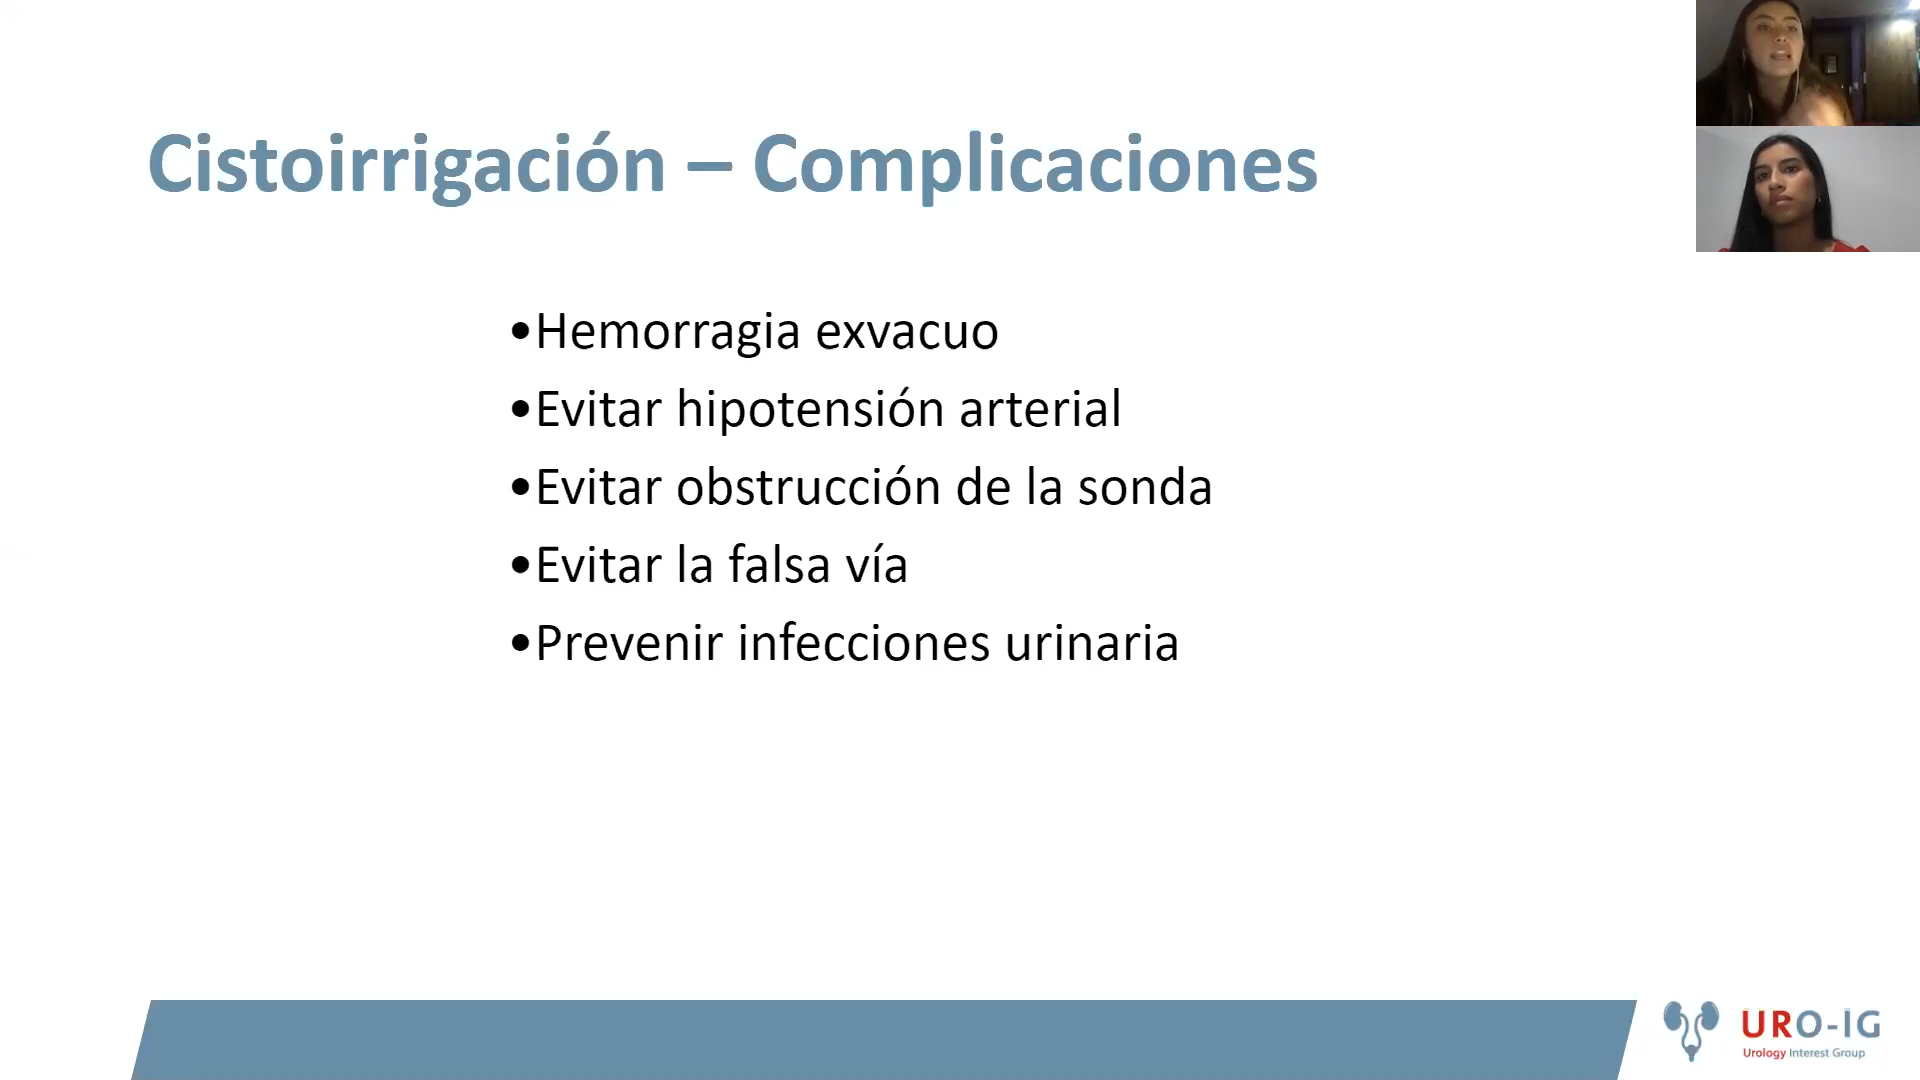 Cistoirrigación – Complicaciones
•Hemorragia exvacuo
•Evitar hipotensión arterial
•Evitar obstrucción de la sonda
•Evitar la falsa vía
•Prevenir infecciones urinaria
URO-IG
Urology Interest Group